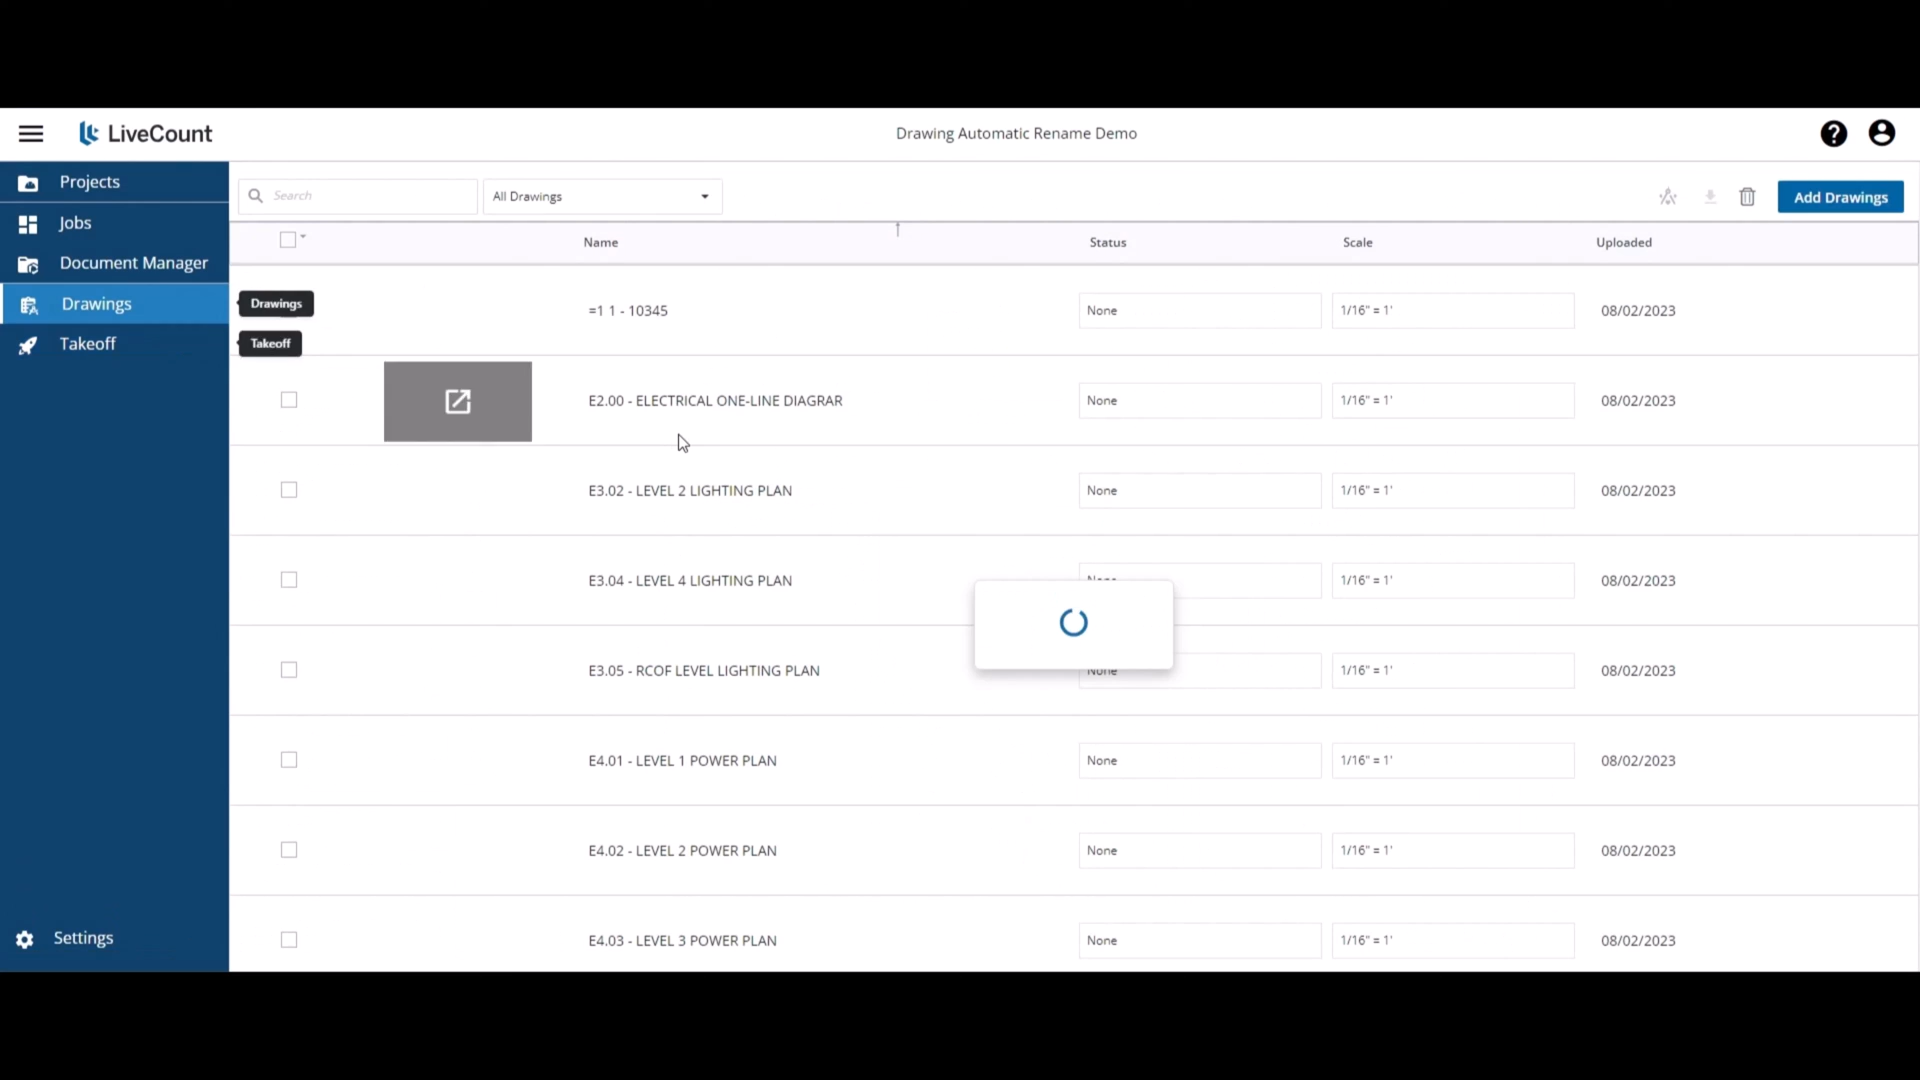 LiveCount
Drawing Automatic Rename Demo
?
Projects
Jobs
Document Manager
Drawings
Takeoff
Settings
Drawings
Takeoff
Search
All Drawings
Add Drawings
Name Status Scale Uploaded
=1 1 - 10345 None 1/16" = 1' 08/02/2023
E2.00 - ELECTRICAL ONE-LINE DIAGRAR None 1/16" = 1' 08/02/2023
E3.02 - LEVEL 2 LIGHTING PLAN None 1/16" = 1' 08/02/2023
E3.04 - LEVEL 4 LIGHTING PLAN None 1/16" = 1' 08/02/2023
E3.05 - RCOF LEVEL LIGHTING PLAN None 1/16" = 1' 08/02/2023
E4.01 - LEVEL 1 POWER PLAN None 1/16" = 1' 08/02/2023
E4.02 - LEVEL 2 POWER PLAN None 1/16" = 1' 08/02/2023
E4.03 - LEVEL 3 POWER PLAN None 1/16" = 1' 08/02/2023